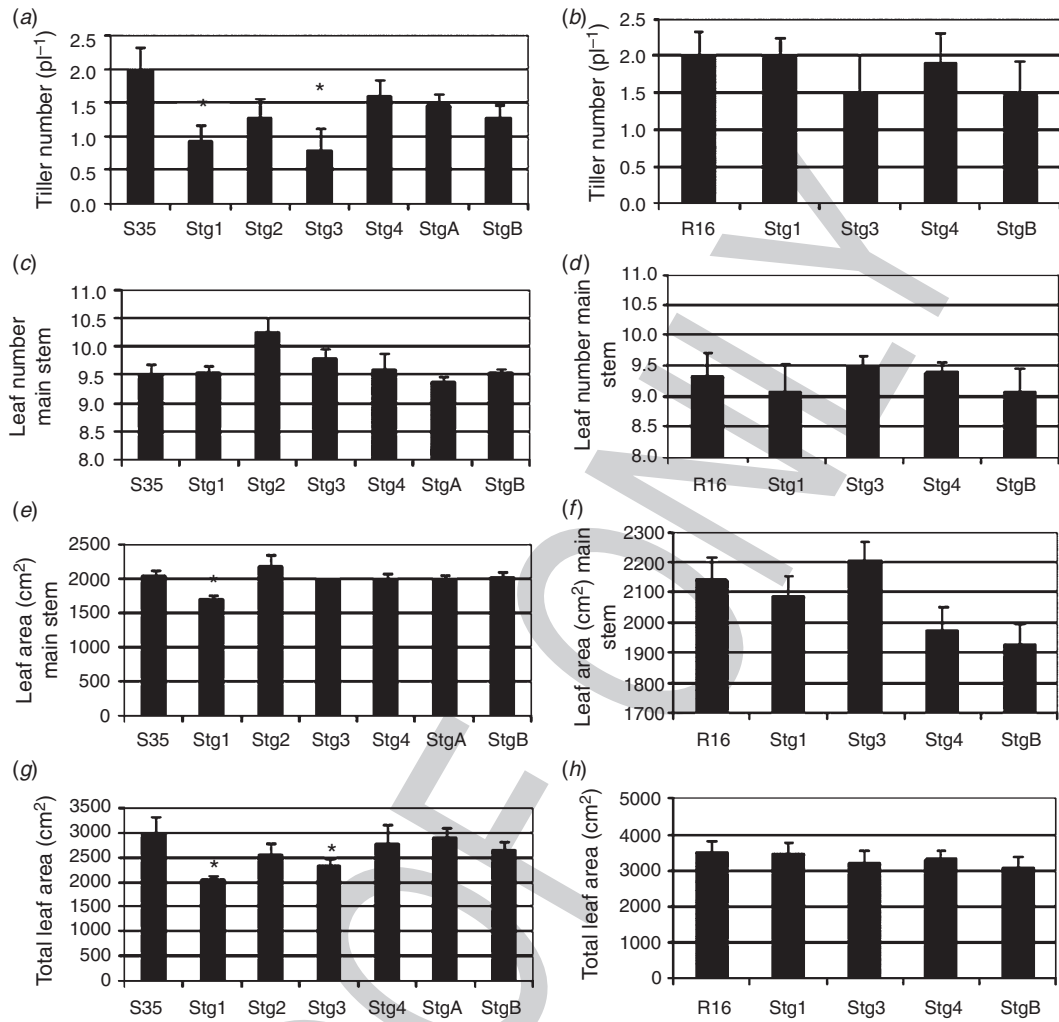 (a)
Tiller number (pl⁻¹)
2.5
2.0
1.5
1.0
0.5
0.0
*
*
S35 Stg1 Stg2 Stg3 Stg4 StgA StgB
(b)
Tiller number (pl⁻¹)
2.5
2.0
1.5
1.0
0.5
0.0
R16 Stg1 Stg3 Stg4 StgB
(c)
Leaf number
main stem
11.0
10.5
10.0
9.5
9.0
8.5
8.0
S35 Stg1 Stg2 Stg3 Stg4 StgA StgB
(d)
Leaf number main
stem
11.0
10.5
10.0
9.5
9.0
8.5
8.0
R16 Stg1 Stg3 Stg4 StgB
(e)
Leaf area (cm²)
main stem
2500
2000
1500
1000
500
0
*
S35 Stg1 Stg2 Stg3 Stg4 StgA StgB
(f)
Leaf area (cm²) main
stem
2300
2200
2100
2000
1900
1800
1700
R16 Stg1 Stg3 Stg4 StgB
(g)
Total leaf area (cm²)
3500
3000
2500
2000
1500
1000
500
0
*
*
S35 Stg1 Stg2 Stg3 Stg4 StgA StgB
(h)
Total leaf area (cm²)
5000
4000
3000
2000
1000
0
R16 Stg1 Stg3 Stg4 StgB
OF ONLY